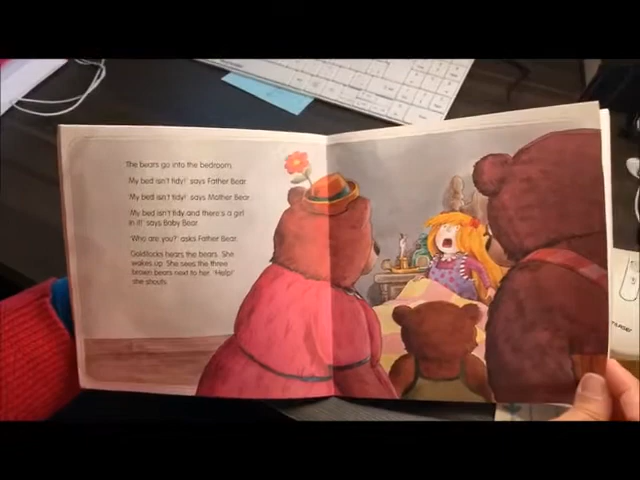 The bears go into the bedroom.
'My bed isn't tidy!' says Father Bear.
'My bed isn't tidy!' says Mother Bear.
'My bed isn't tidy and there's a girl
in it!' says Baby Bear.
'Who are you?' asks Father Bear.
Goldilocks hears the bears. She
wakes up. She sees the three
brown bears next to her. 'Help!'
she shouts.